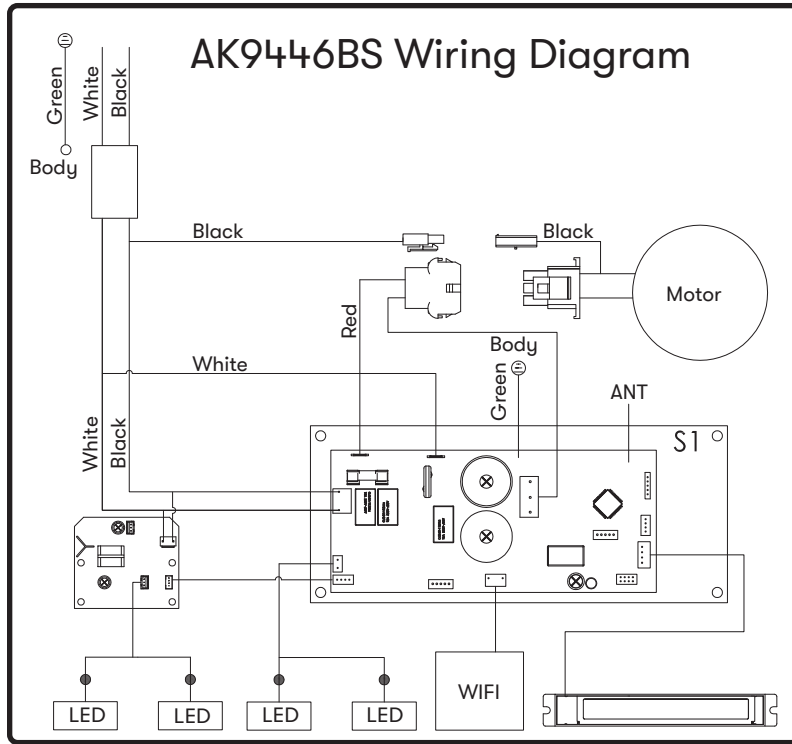 AK9446BS Wiring Diagram
Green
White
Black
Body
Black
Black
Motor
Red
Body
White
Green
ANT
White
Black
S1
WIFI
LED
LED
LED
LED